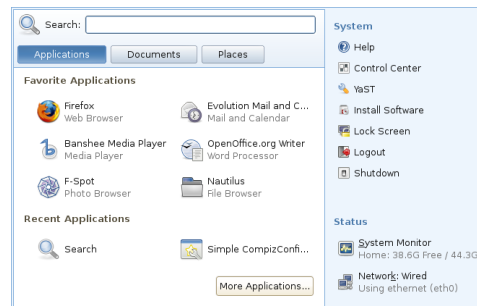 Search:
Applications
Documents
Places
Favorite Applications
Firefox
Web Browser
Evolution Mail and C...
Mail and Calendar
Banshee Media Player
Media Player
OpenOffice.org Writer
Word Processor
F-Spot
Photo Browser
Nautilus
File Browser
Recent Applications
Search
Simple CompizConfi...
More Applications...
System
Help
Control Center
YaST
Install Software
Lock Screen
Logout
Shutdown
Status
System Monitor
Home: 38.6G Free / 44.3G
Network: Wired
Using ethernet (eth0)